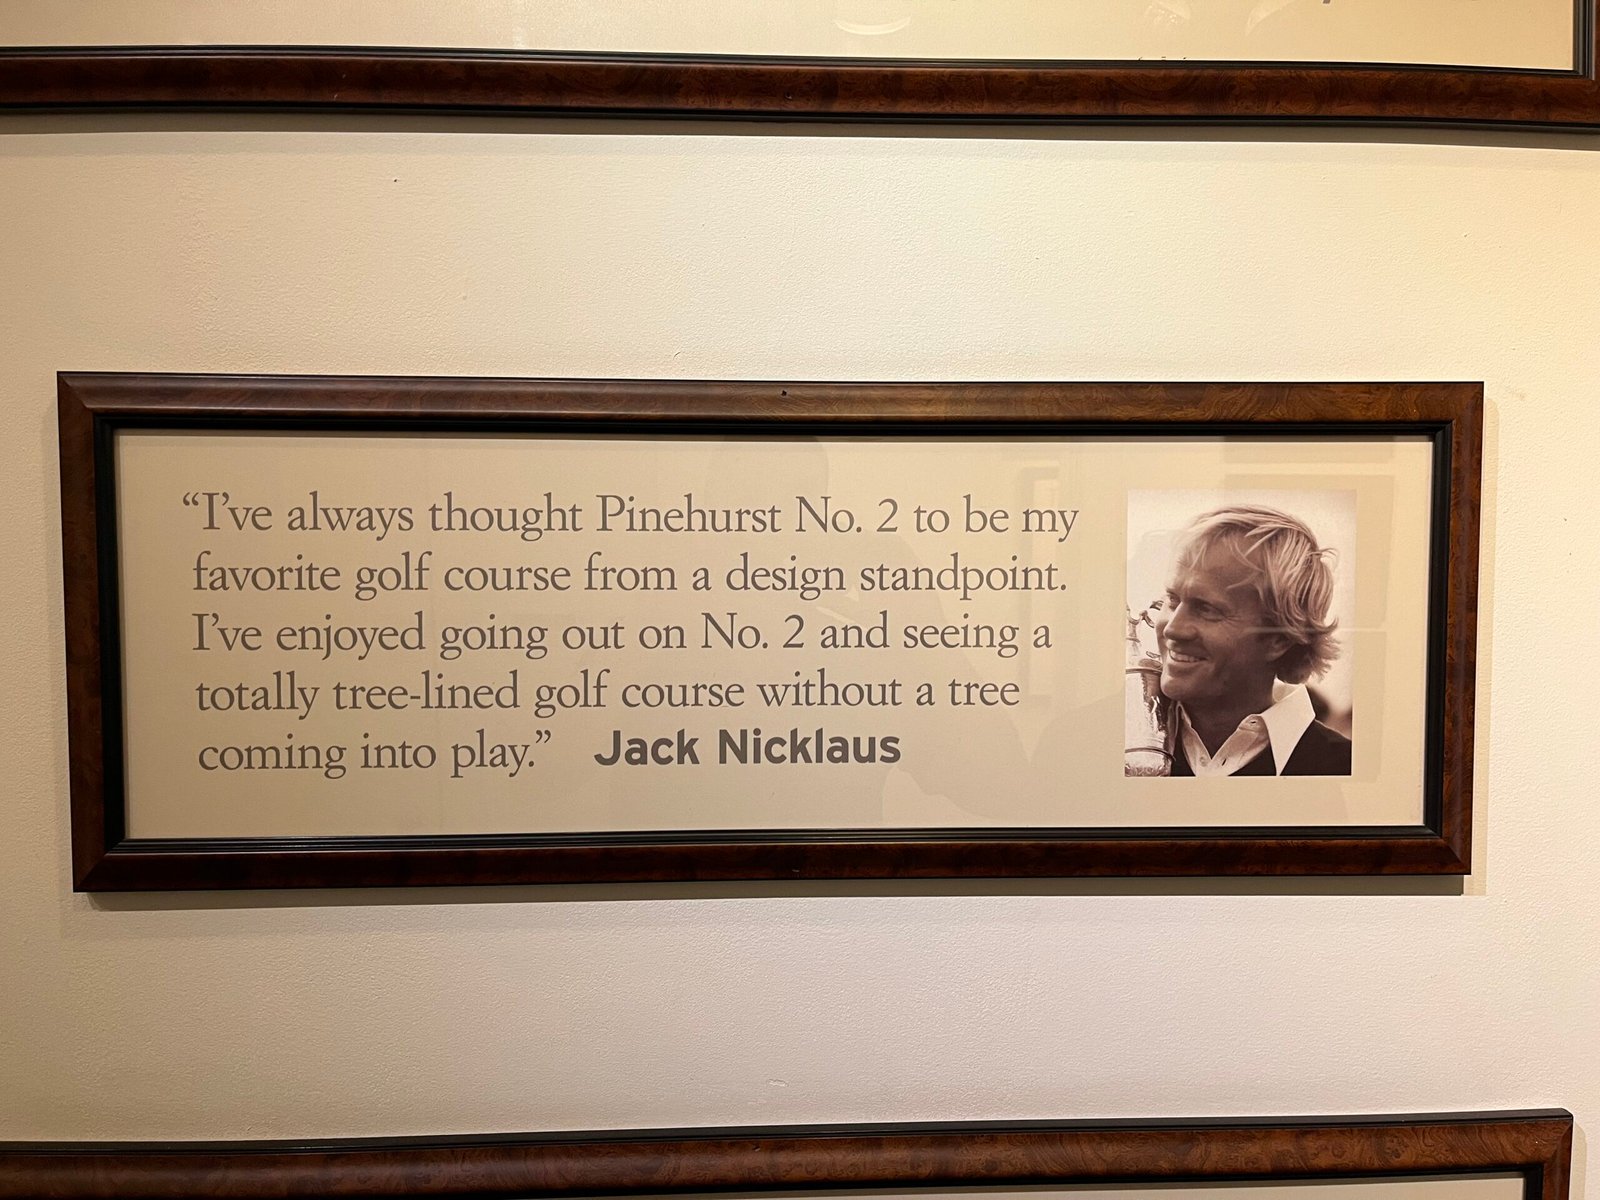 “I’ve always thought Pinehurst No. 2 to be my
favorite golf course from a design standpoint.
I’ve enjoyed going out on No. 2 and seeing a
totally tree-lined golf course without a tree
coming into play.” Jack Nicklaus